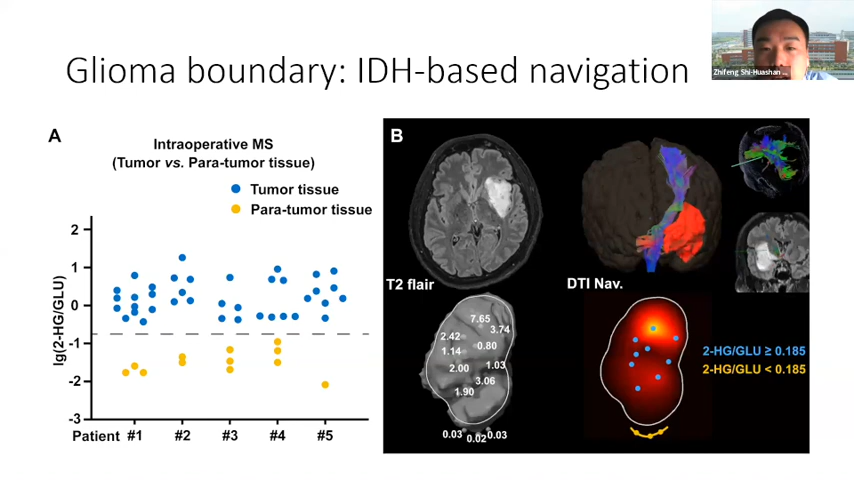 Glioma boundary: IDH-based navigation
Zhifeng Shi-Huashan ...
A
Intraoperative MS
(Tumor vs. Para-tumor tissue)
Tumor tissue
Para-tumor tissue
lg(2-HG/GLU)
2
1
0
-1
-2
-3
Patient #1 #2 #3 #4 #5
B
T2 flair
DTI Nav.
7.65
3.74
2.42
0.80
1.14
1.03
2.00
3.06
1.90
0.03 0.02 0.03
2-HG/GLU ≥ 0.185
2-HG/GLU < 0.185